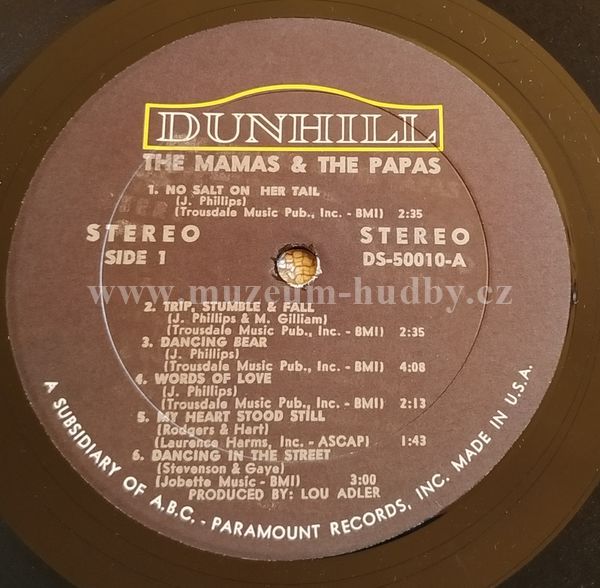 DUNHILL
THE MAMAS & THE PAPAS
1. NO SALT ON HER TAIL
(J. Phillips)
(Trousdale Music Pub., Inc. - BMI) 2:35
STEREO STEREO
SIDE 1 DS-50010-A
www.muzeum-hudby.cz
2. TRIP, STUMBLE & FALL
(J. Phillips & M. Gilliam)
(Trousdale Music Pub., Inc. - BMI) 2:35
3. DANCING BEAR
(J. Phillips)
(Trousdale Music Pub., Inc. - BMI) 4:08
4. WORDS OF LOVE
(J. Phillips)
(Trousdale Music Pub., Inc. - BMI) 2:13
5. MY HEART STOOD STILL
(Rodgers & Hart)
(Laurence Harms, Inc. - ASCAP) 1:43
6. DANCING IN THE STREET
(Stevenson & Gaye)
(Jobette Music - BMI) 3:00
PRODUCED BY: LOU ADLER
A SUBSIDIARY OF A.B.C. - PARAMOUNT RECORDS, INC. MADE IN U.S.A.